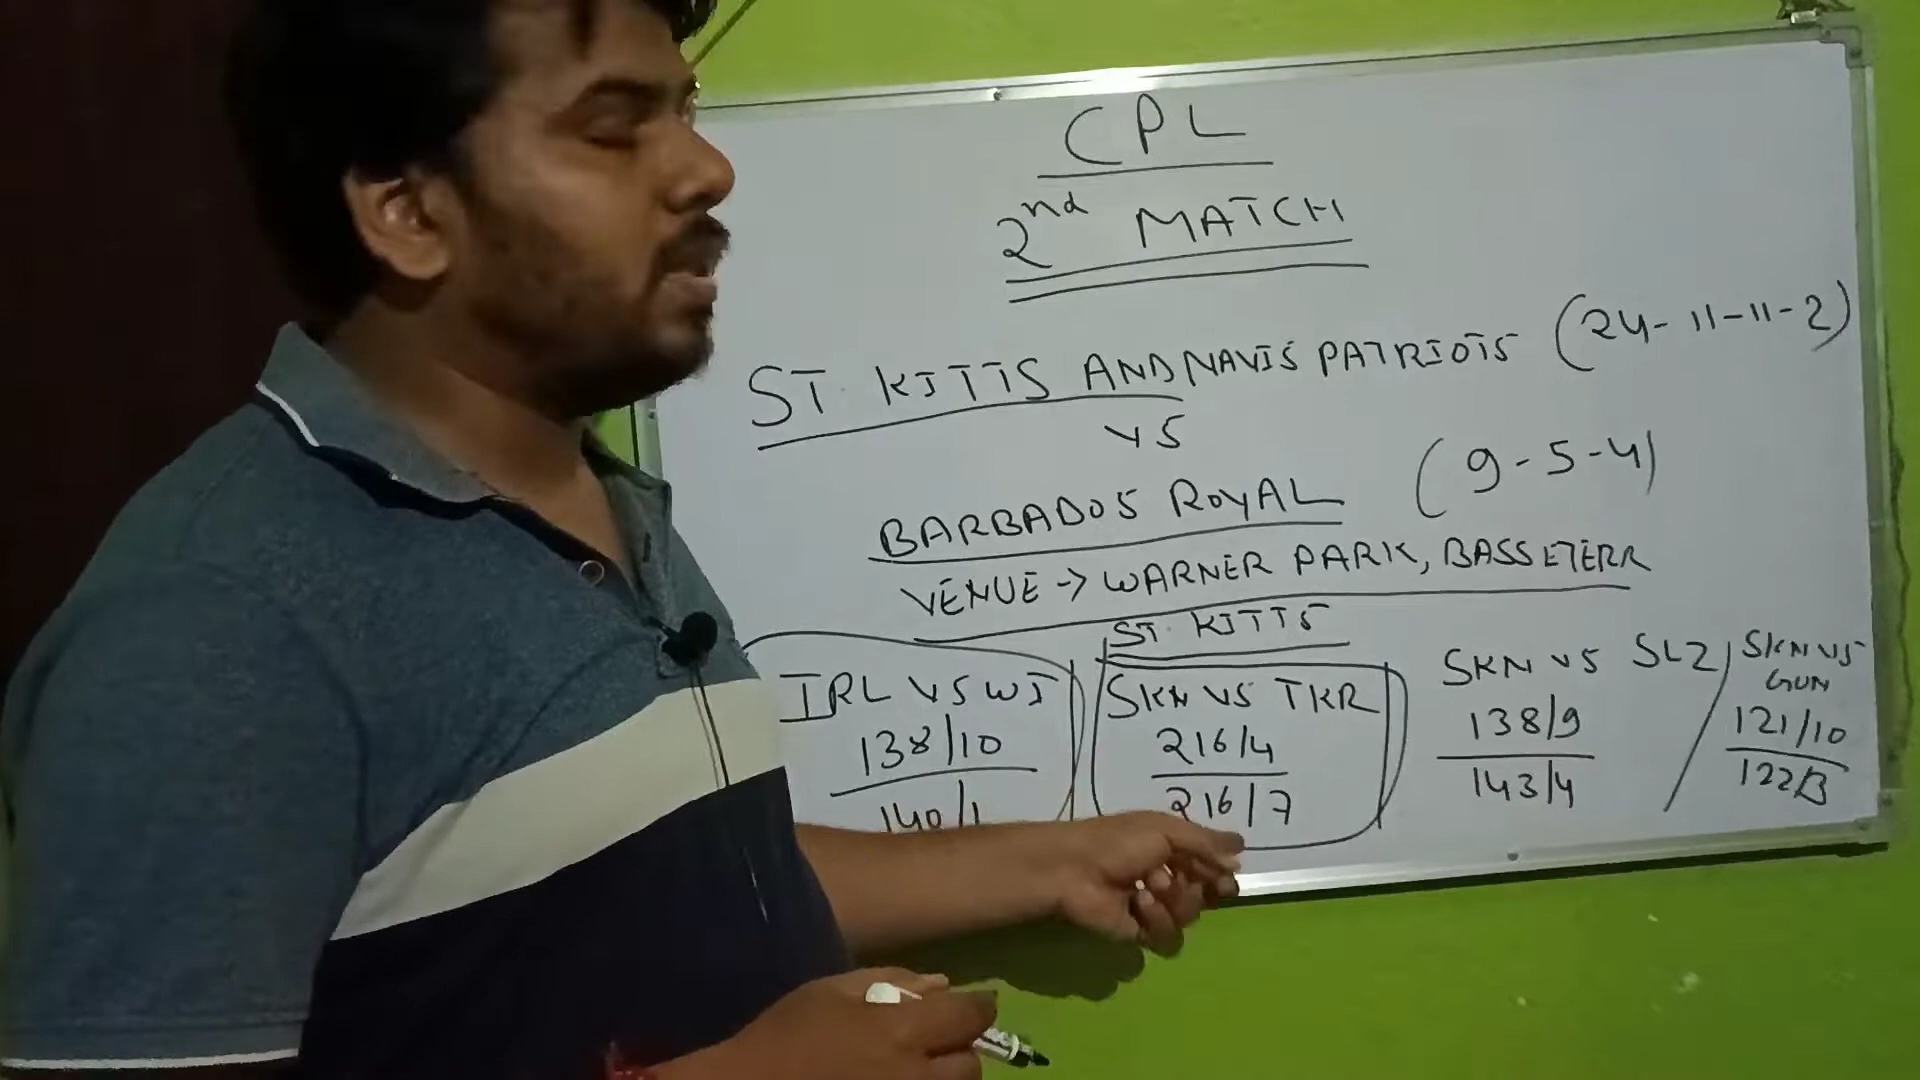 CPL
2nd MATCH
ST. KITTS AND NAVIS PATRIOTS (24-11-11-2)
VS
BARBADOS ROYAL (9-5-4)
VENUE -> WARNER PARK, BASSETERR
ST. KITTS
IRL VS WI
138/10
140/1
SKN VS TKR
216/4
216/7
SKN VS SLZ
138/9
143/4
SKN VS
GUN
121/10
122/3